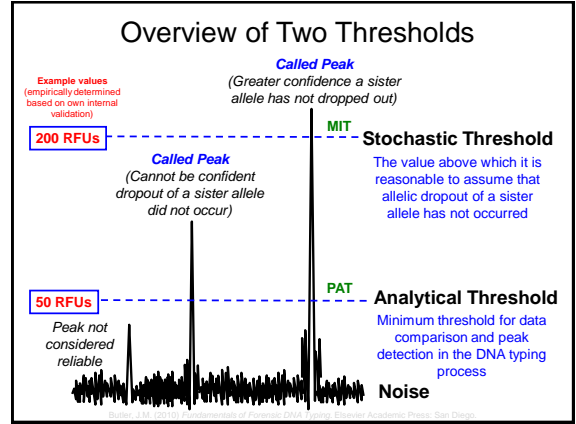 Overview of Two Thresholds
Called Peak
(Greater confidence a sister
allele has not dropped out)
Example values
(empirically determined
based on own internal
validation)
200 RFUs
MIT
Stochastic Threshold
The value above which it is
reasonable to assume that
allelic dropout of a sister
allele has not occurred
Called Peak
(Cannot be confident
dropout of a sister allele
did not occur)
50 RFUs
PAT
Analytical Threshold
Minimum threshold for data
comparison and peak
detection in the DNA typing
process
Peak not
considered
reliable
Noise
Butler, J.M. (2010) Fundamentals of Forensic DNA Typing. Elsevier Academic Press: San Diego.